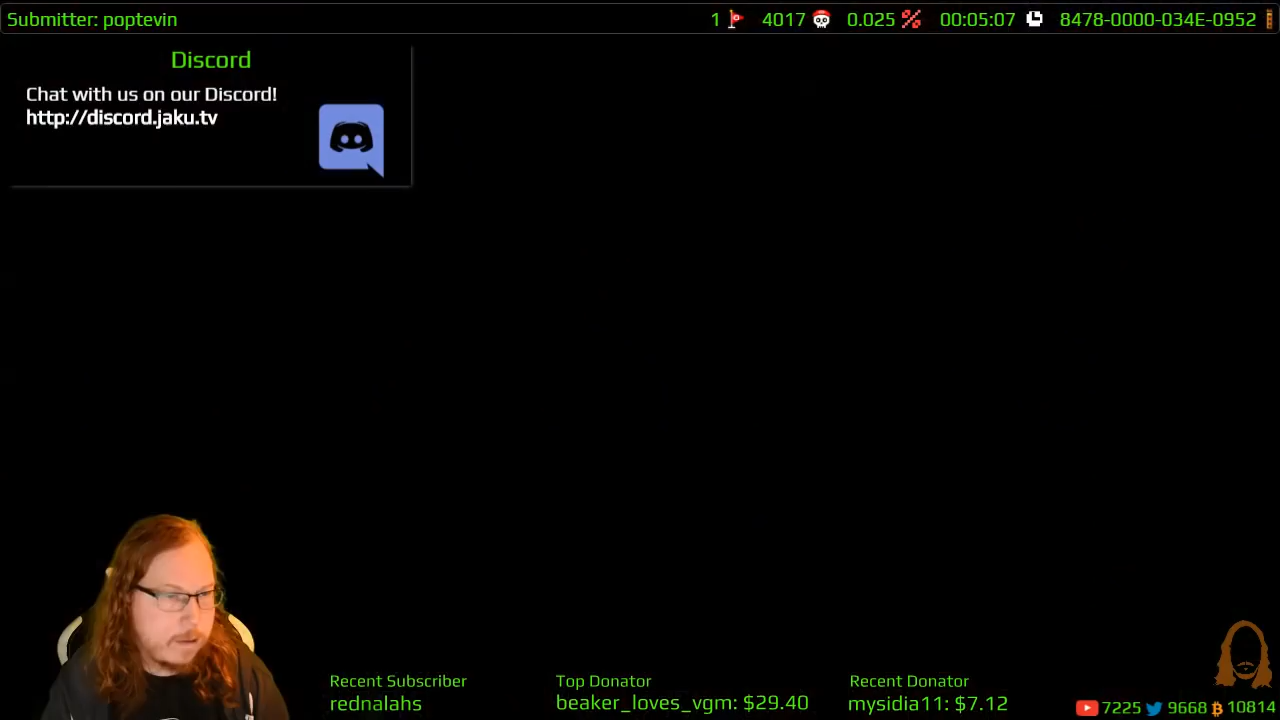 Submitter: poptevin
1 4017 0.025 00:05:07 8478-0000-034E-0952
Discord
Chat with us on our Discord!
http://discord.jaku.tv
Recent Subscriber
rednalahs
Top Donator
beaker_loves_vgm: $29.40
Recent Donator
mysidia11: $7.12
7225 9668 10814